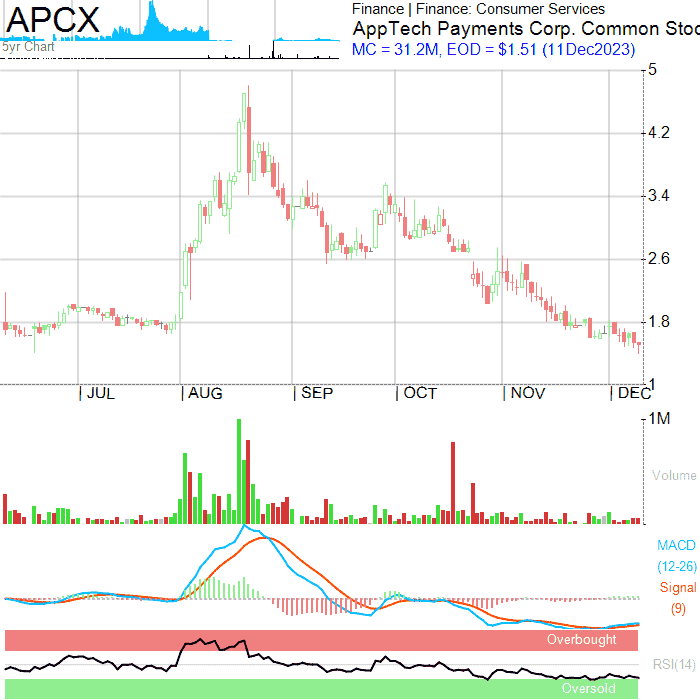 APCX
5yr Chart
Finance | Finance: Consumer Services
AppTech Payments Corp. Common Stoc
MC = 31.2M, EOD = $1.51 (11Dec2023)
5
4.2
3.4
2.6
1.8
1
JUL
AUG
SEP
OCT
NOV
DEC
1M
Volume
MACD
(12-26)
Signal
(9)
Overbought
RSI(14)
Oversold